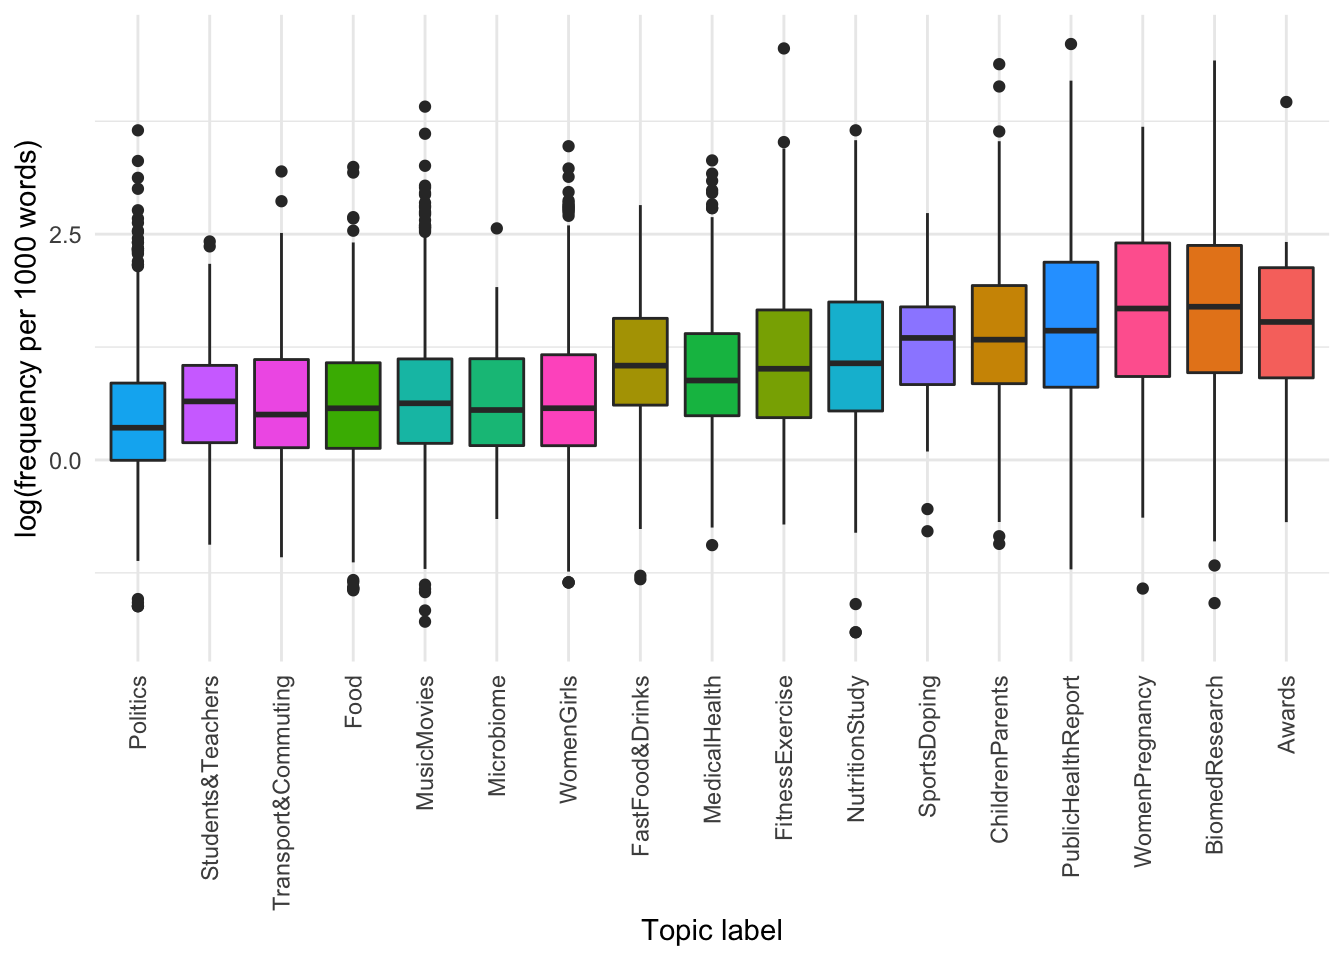 log(frequency per 1000 words)
2.5
0.0
Politics
Students&Teachers
Transport&Commuting
Food
MusicMovies
Microbiome
WomenGirls
FastFood&Drinks
MedicalHealth
FitnessExercise
NutritionStudy
SportsDoping
ChildrenParents
PublicHealthReport
WomenPregnancy
BiomedResearch
Awards
Topic label